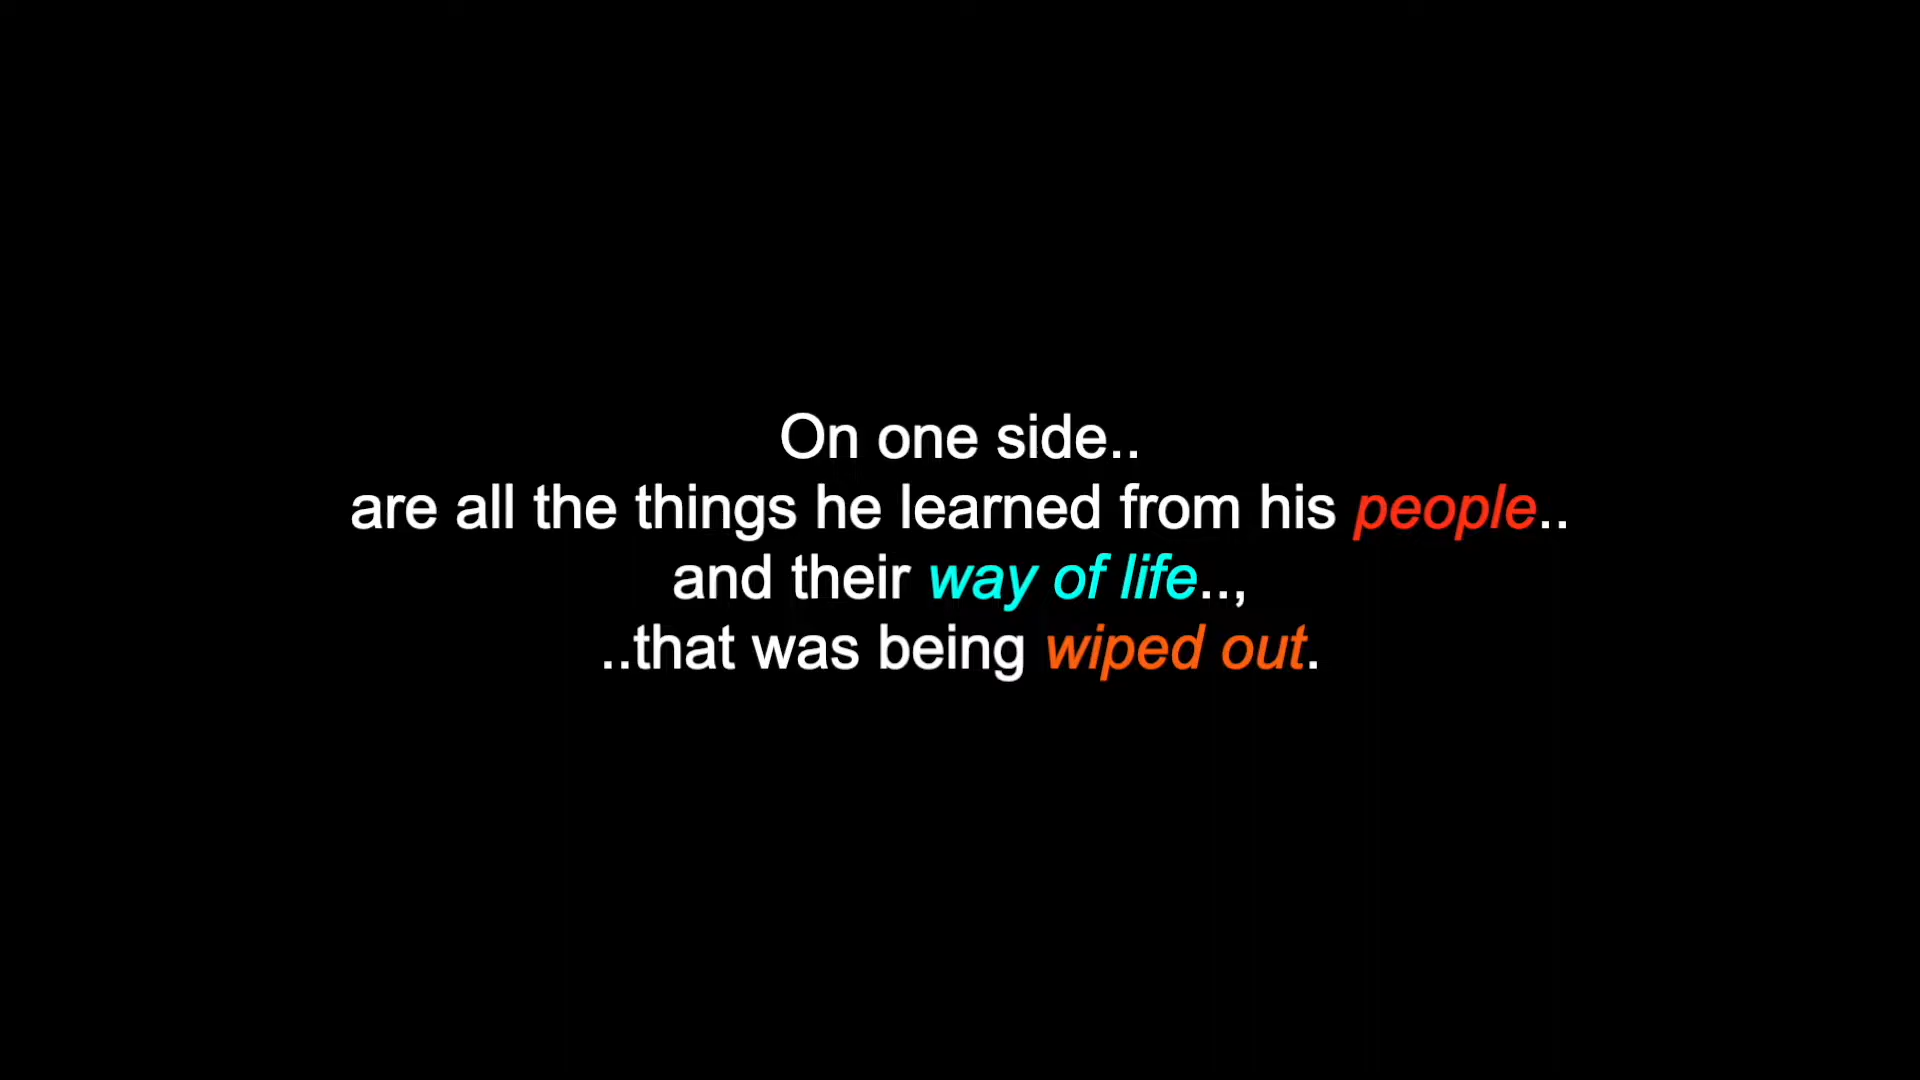 On one side..
are all the things he learned from his people..
and their way of life..,
..that was being wiped out.